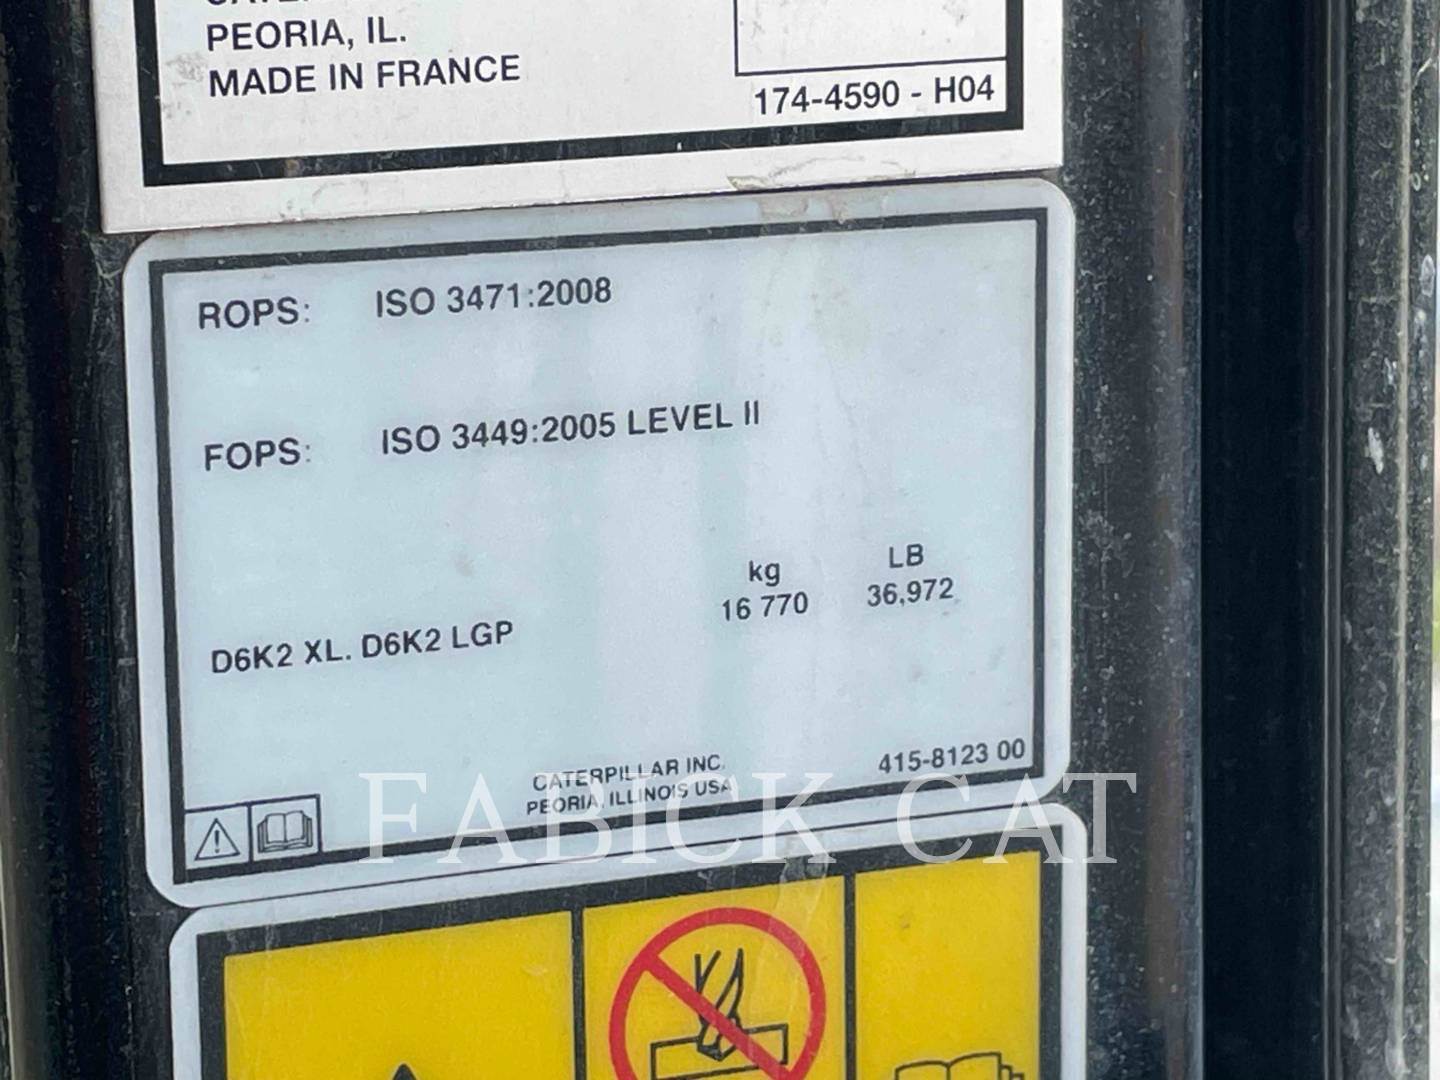 PEORIA, IL.
MADE IN FRANCE
174-4590 - H04
ROPS: ISO 3471:2008
FOPS: ISO 3449:2005 LEVEL II
kg LB
D6K2 XL. D6K2 LGP 16 770 36,972
CATERPILLAR INC.
PEORIA, ILLINOIS USA
415-8123 00
FABICK CAT